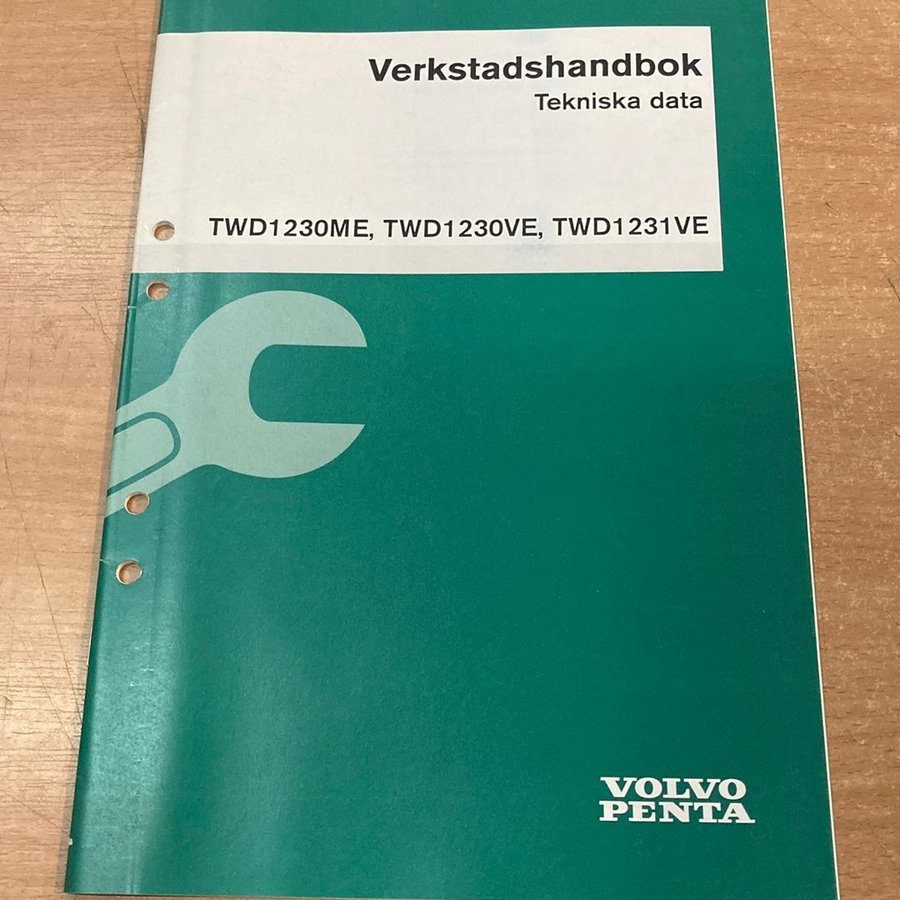 Verkstadshandbok
Tekniska data
TWD1230ME, TWD1230VE, TWD1231VE
VOLVO
PENTA